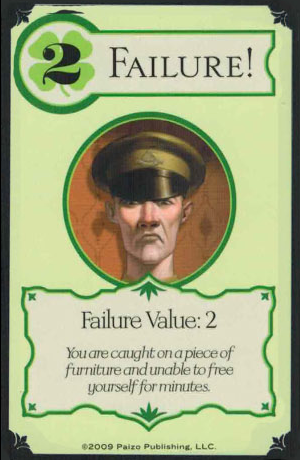 2 FAILURE!
Failure Value: 2
You are caught on a piece of
furniture and unable to free
yourself for minutes.
©2009 Paizo Publishing, LLC.